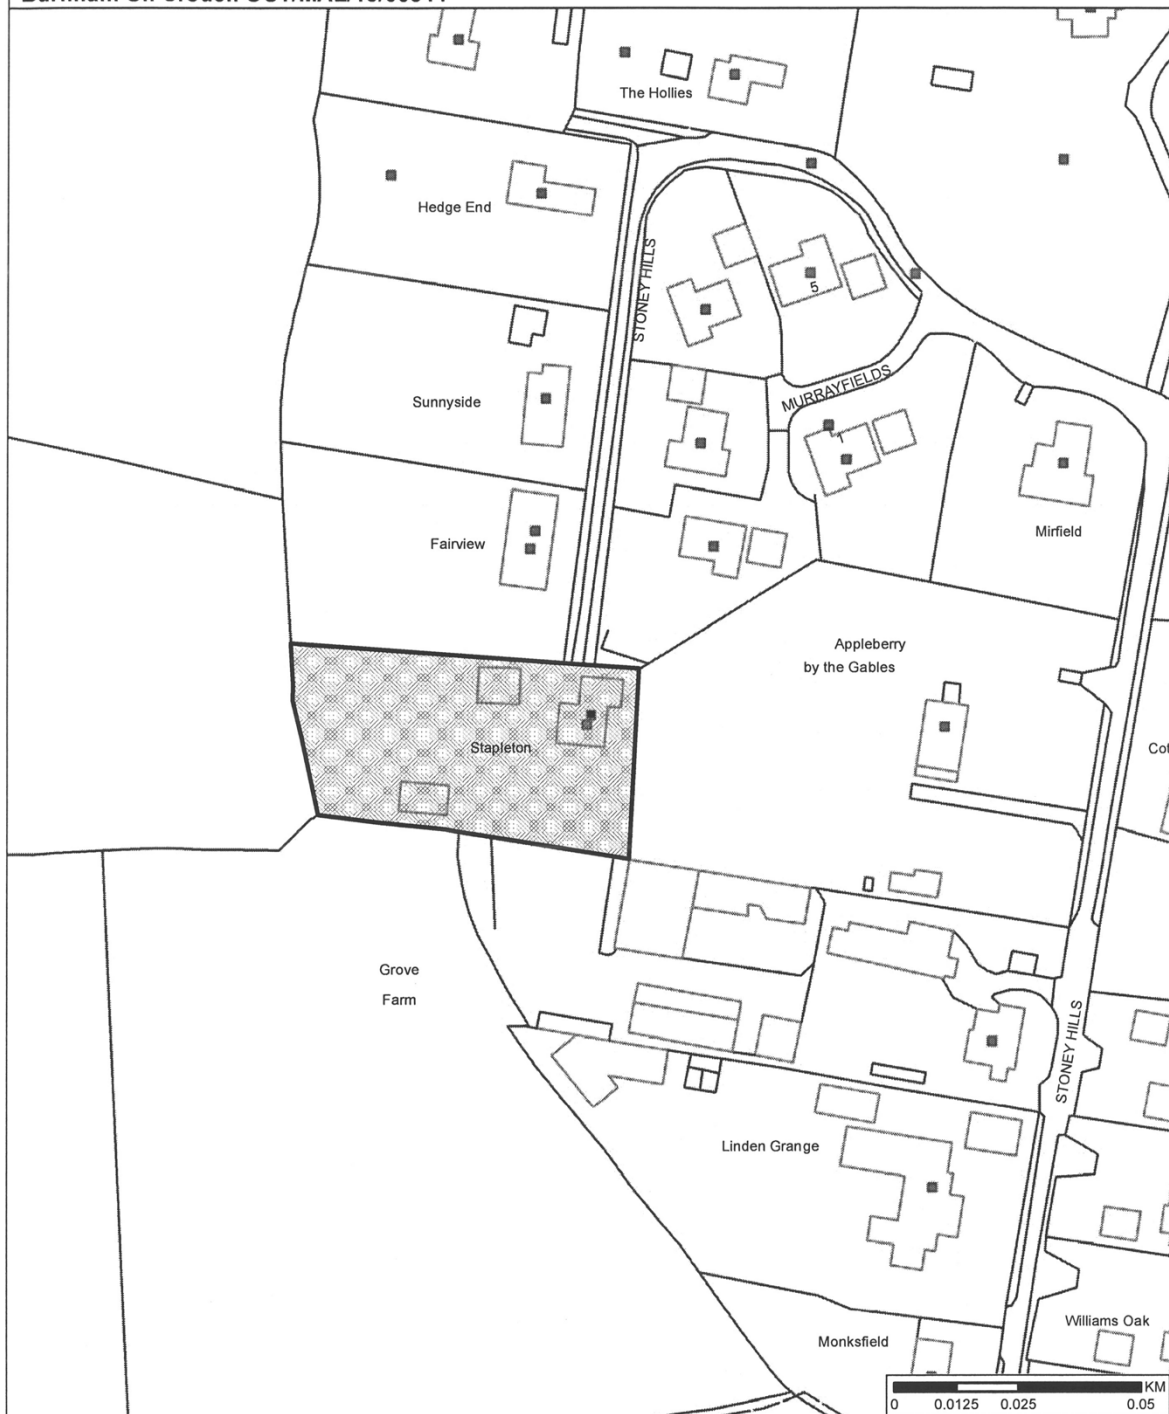 The Hollies
Hedge End
STONEY HILLS
5
Sunnyside
MURRAYFIELDS
1
Fairview
Mirfield
Appleberry
by the Gables
Stapleton
Grove
Farm
STONEY HILLS
Linden Grange
Williams Oak
Monksfield
KM
0 0.0125 0.025 0.05